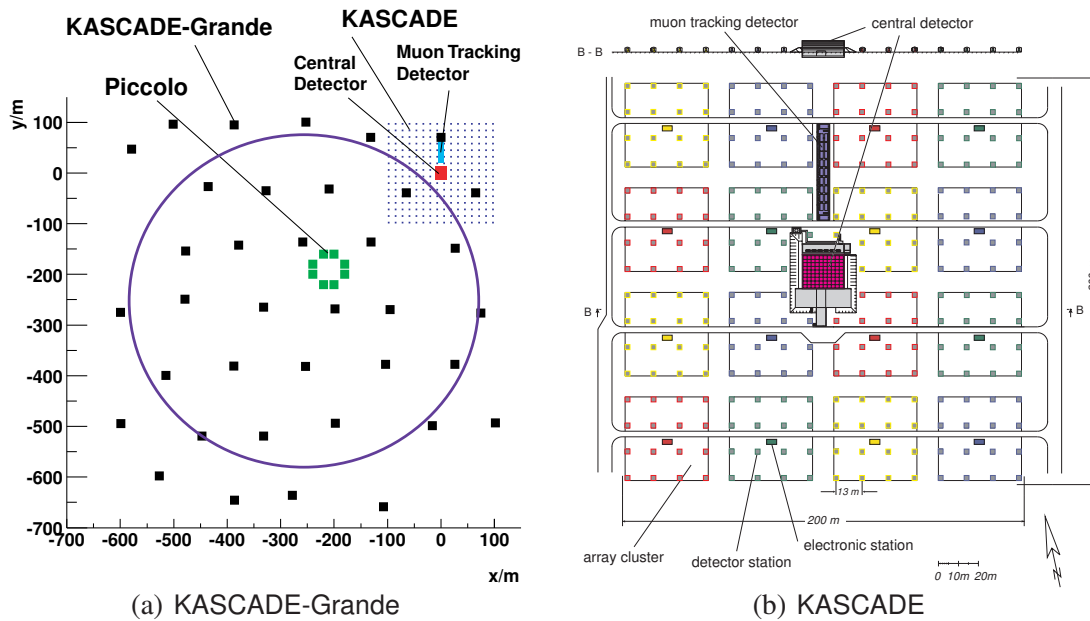 KASCADE-Grande
KASCADE
Central
Detector
Muon Tracking
Detector
Piccolo
y/m
100
0
-100
-200
-300
-400
-500
-600
-700
-700 -600 -500 -400 -300 -200 -100 0 100
x/m
(a) KASCADE-Grande
muon tracking detector
central detector
B - B
B
B
13 m
200 m
array cluster
detector station
electronic station
0 10m 20m
(b) KASCADE